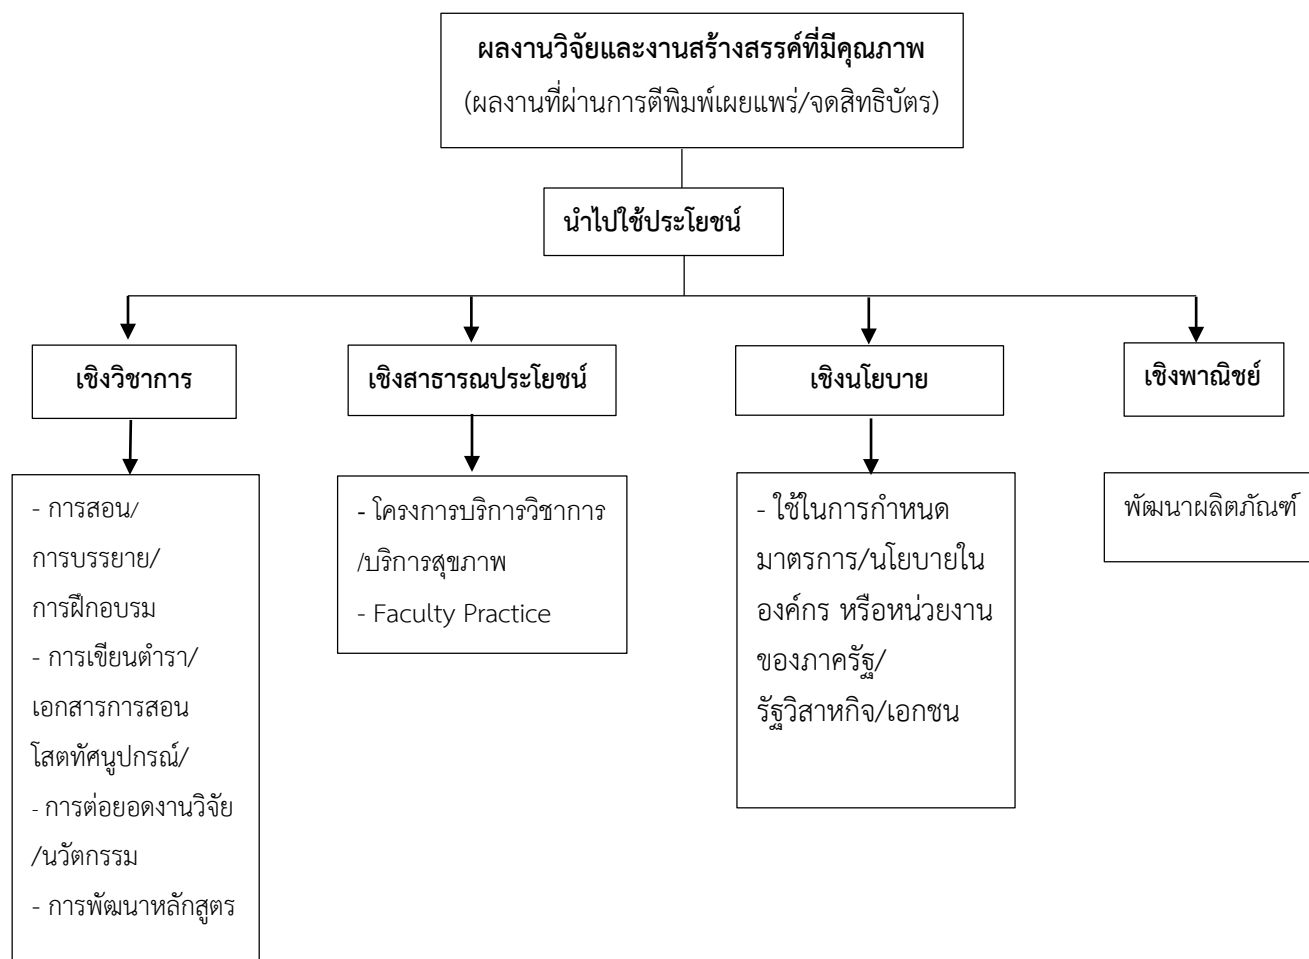 ผลงานวิจัยและงานสร้างสรรค์ที่มีคุณภาพ
(ผลงานที่ผ่านการตีพิมพ์เผยแพร่/จดสิทธิบัตร)
นำไปใช้ประโยชน์
เชิงวิชาการ
เชิงสาธารณประโยชน์
เชิงนโยบาย
เชิงพาณิชย์
- การสอน/
การบรรยาย/
การฝึกอบรม
- การเขียนตำรา/
เอกสารการสอน
โสตทัศนูปกรณ์/
- การต่อยอดงานวิจัย
/นวัตกรรม
- การพัฒนาหลักสูตร
- โครงการบริการวิชาการ
/บริการสุขภาพ
- Faculty Practice
- ใช้ในการกำหนด
มาตรการ/นโยบายใน
องค์กร หรือหน่วยงาน
ของภาครัฐ/
รัฐวิสาหกิจ/เอกชน
พัฒนาผลิตภัณฑ์